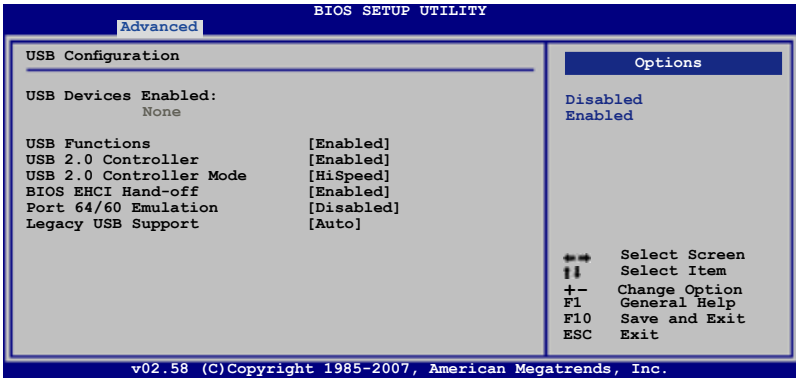 BIOS SETUP UTILITY
Advanced
USB Configuration
USB Devices Enabled:
None
USB Functions [Enabled]
USB 2.0 Controller [Enabled]
USB 2.0 Controller Mode [HiSpeed]
BIOS EHCI Hand-off [Enabled]
Port 64/60 Emulation [Disabled]
Legacy USB Support [Auto]
Options
Disabled
Enabled
←→ Select Screen
↑↓ Select Item
+- Change Option
F1 General Help
F10 Save and Exit
ESC Exit
v02.58 (C)Copyright 1985-2007, American Megatrends, Inc.